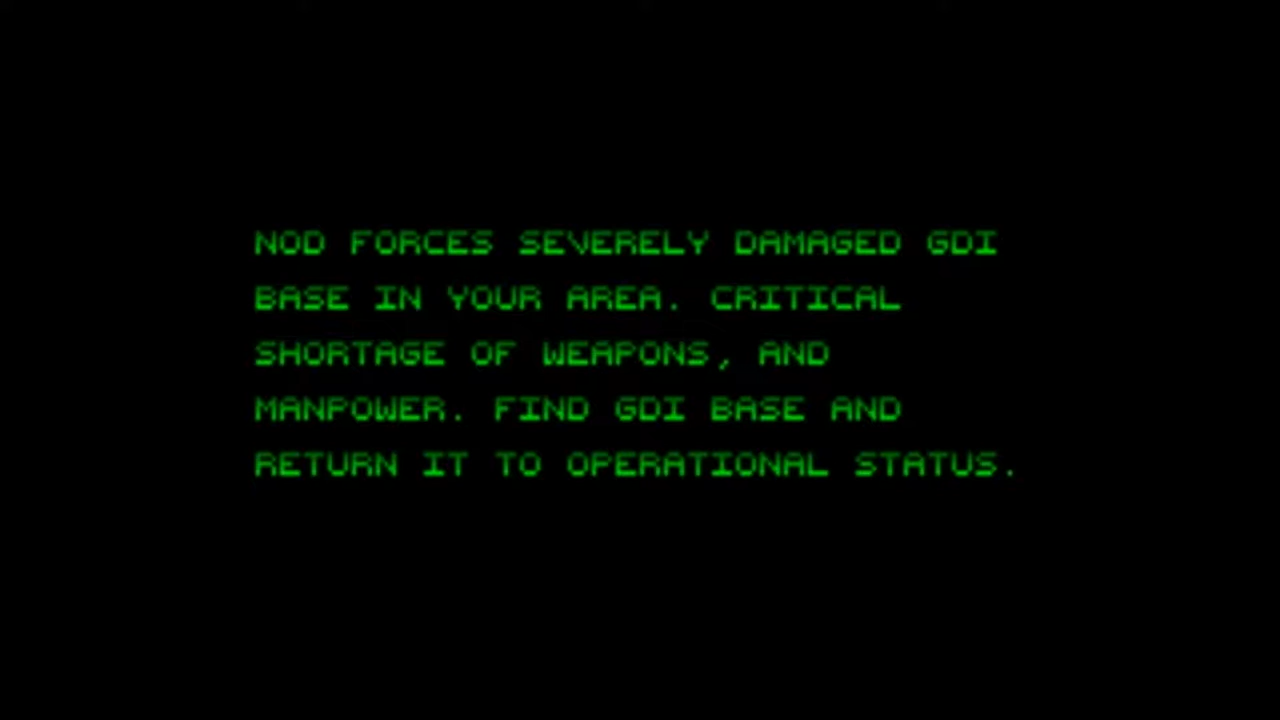 NOD FORCES SEVERELY DAMAGED GDI
BASE IN YOUR AREA. CRITICAL
SHORTAGE OF WEAPONS, AND
MANPOWER. FIND GDI BASE AND
RETURN IT TO OPERATIONAL STATUS.